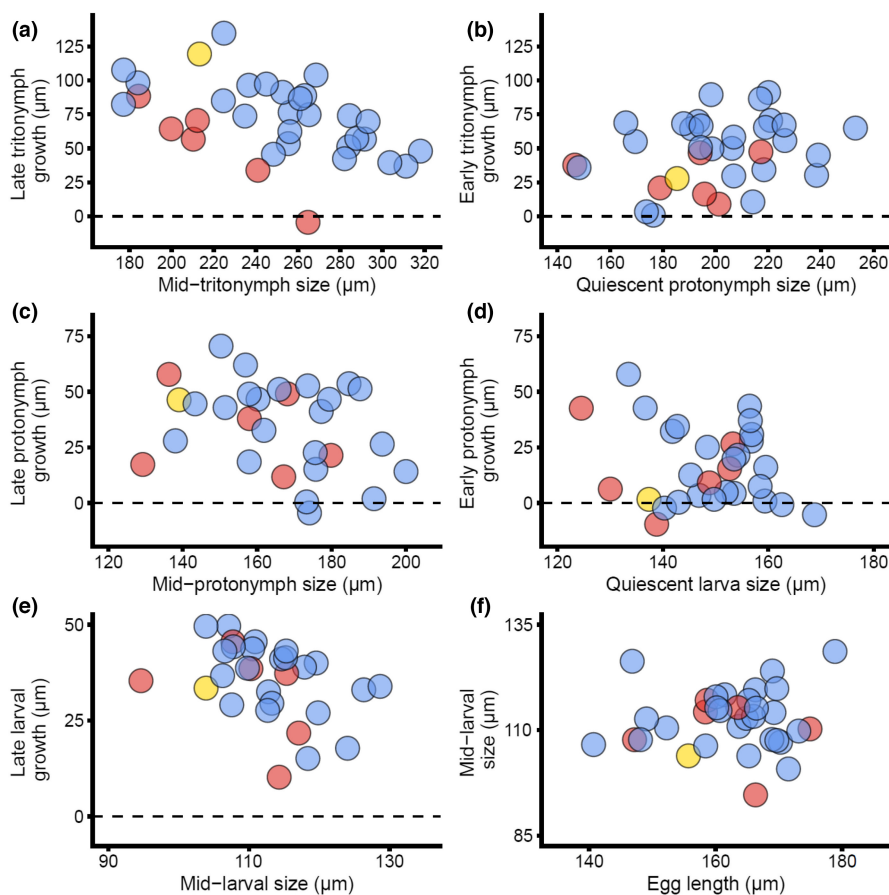 (a)
125
100
75
50
25
0
Late tritonymph
growth (µm)
180 200 220 240 260 280 300 320
Mid−tritonymph size (µm)
(b)
125
100
75
50
25
0
Early tritonymph
growth (µm)
140 160 180 200 220 240 260
Quiescent protonymph size (µm)
(c)
75
50
25
0
Late protonymph
growth (µm)
120 140 160 180 200
Mid−protonymph size (µm)
(d)
75
50
25
0
Early protonymph
growth (µm)
120 140 160 180
Quiescent larva size (µm)
(e)
50
25
0
Late larval
growth (µm)
90 110 130
Mid−larval size (µm)
(f)
135
110
85
Mid−larval
size (µm)
140 160 180
Egg length (µm)